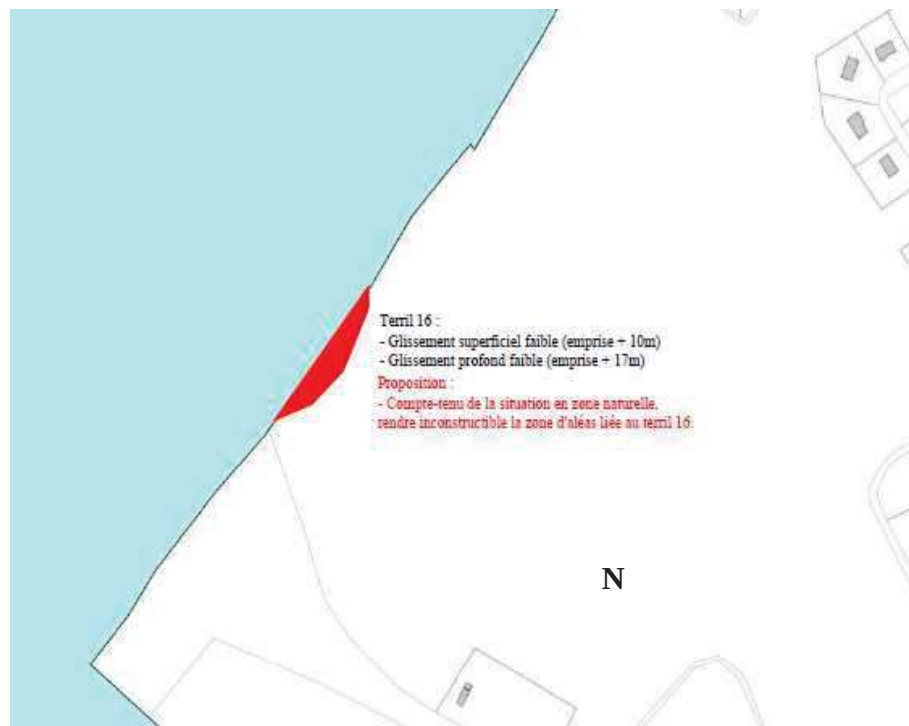 Terril 16 :
- Glissement superficiel faible (emprise + 10m)
- Glissement profond faible (emprise + 17m)
Proposition :
- Compte-tenu de la situation en zone naturelle,
rendre inconstructible la zone d'aléas liée au terril 16.
N